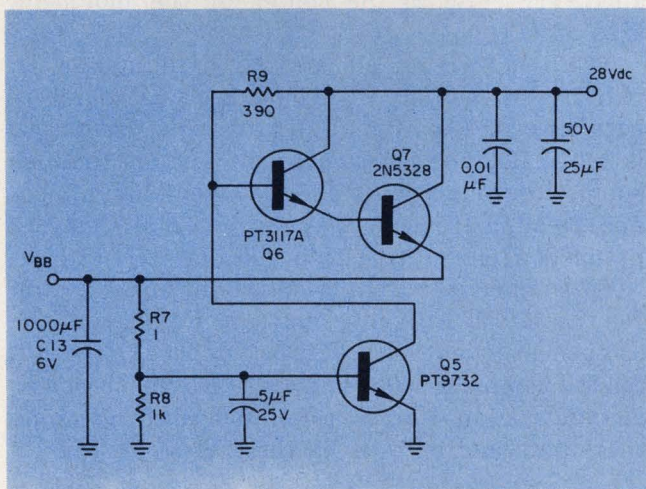 R9
390
28Vdc
Q7
2N5328
0.01
μF
50V
25μF
PT3117A
Q6
VBB
1000μF
C13
6V
R7
1
R8
1k
5μF
25V
Q5
PT9732